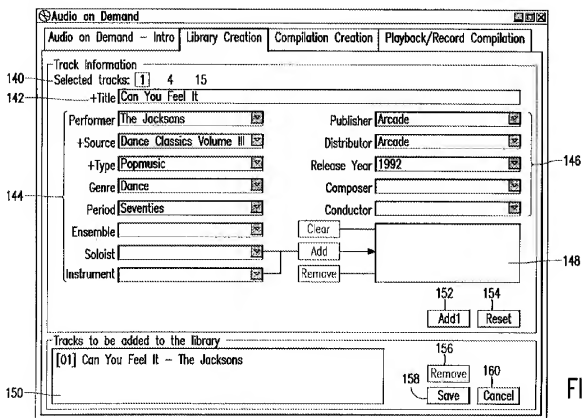 Audio on Demand
Audio on Demand - Intro Library Creation Compilation Creation Playback/Record Compilation
Track Information
140 Selected tracks: 1 4 15
142 +Title Can You Feel It
Performer The Jacksons Publisher Arcade
+Source Dance Classics Volume III Distributor Arcade
+Type Popmusic Release Year 1992 146
144 Genre Dance Composer
Period Seventies Conductor
Ensemble Clear
Soloist Add 148
Instrument Remove
152 154
Add1 Reset
Tracks to be added to the library
[01] Can You Feel It - The Jacksons
156
Remove 160
150 158 Save Cancel
FI